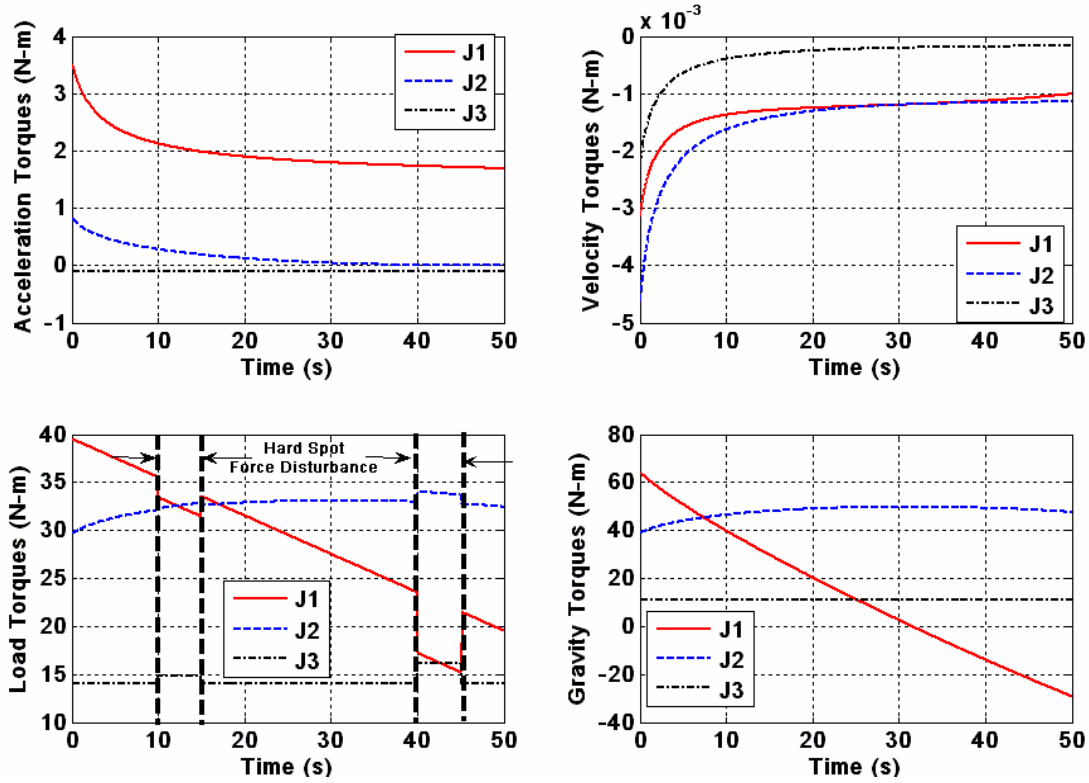 Acceleration Torques (N-m)
4
3
2
1
0
-1
J1
J2
J3
0 10 20 30 40 50
Time (s)
x 10^-3
Velocity Torques (N-m)
0
-1
-2
-3
-4
-5
J1
J2
J3
0 10 20 30 40 50
Time (s)
Load Torques (N-m)
40
35
30
25
20
15
10
Hard Spot
Force Disturbance
J1
J2
J3
0 10 20 30 40 50
Time (s)
Gravity Torques (N-m)
80
60
40
20
0
-20
-40
J1
J2
J3
0 10 20 30 40 50
Time (s)